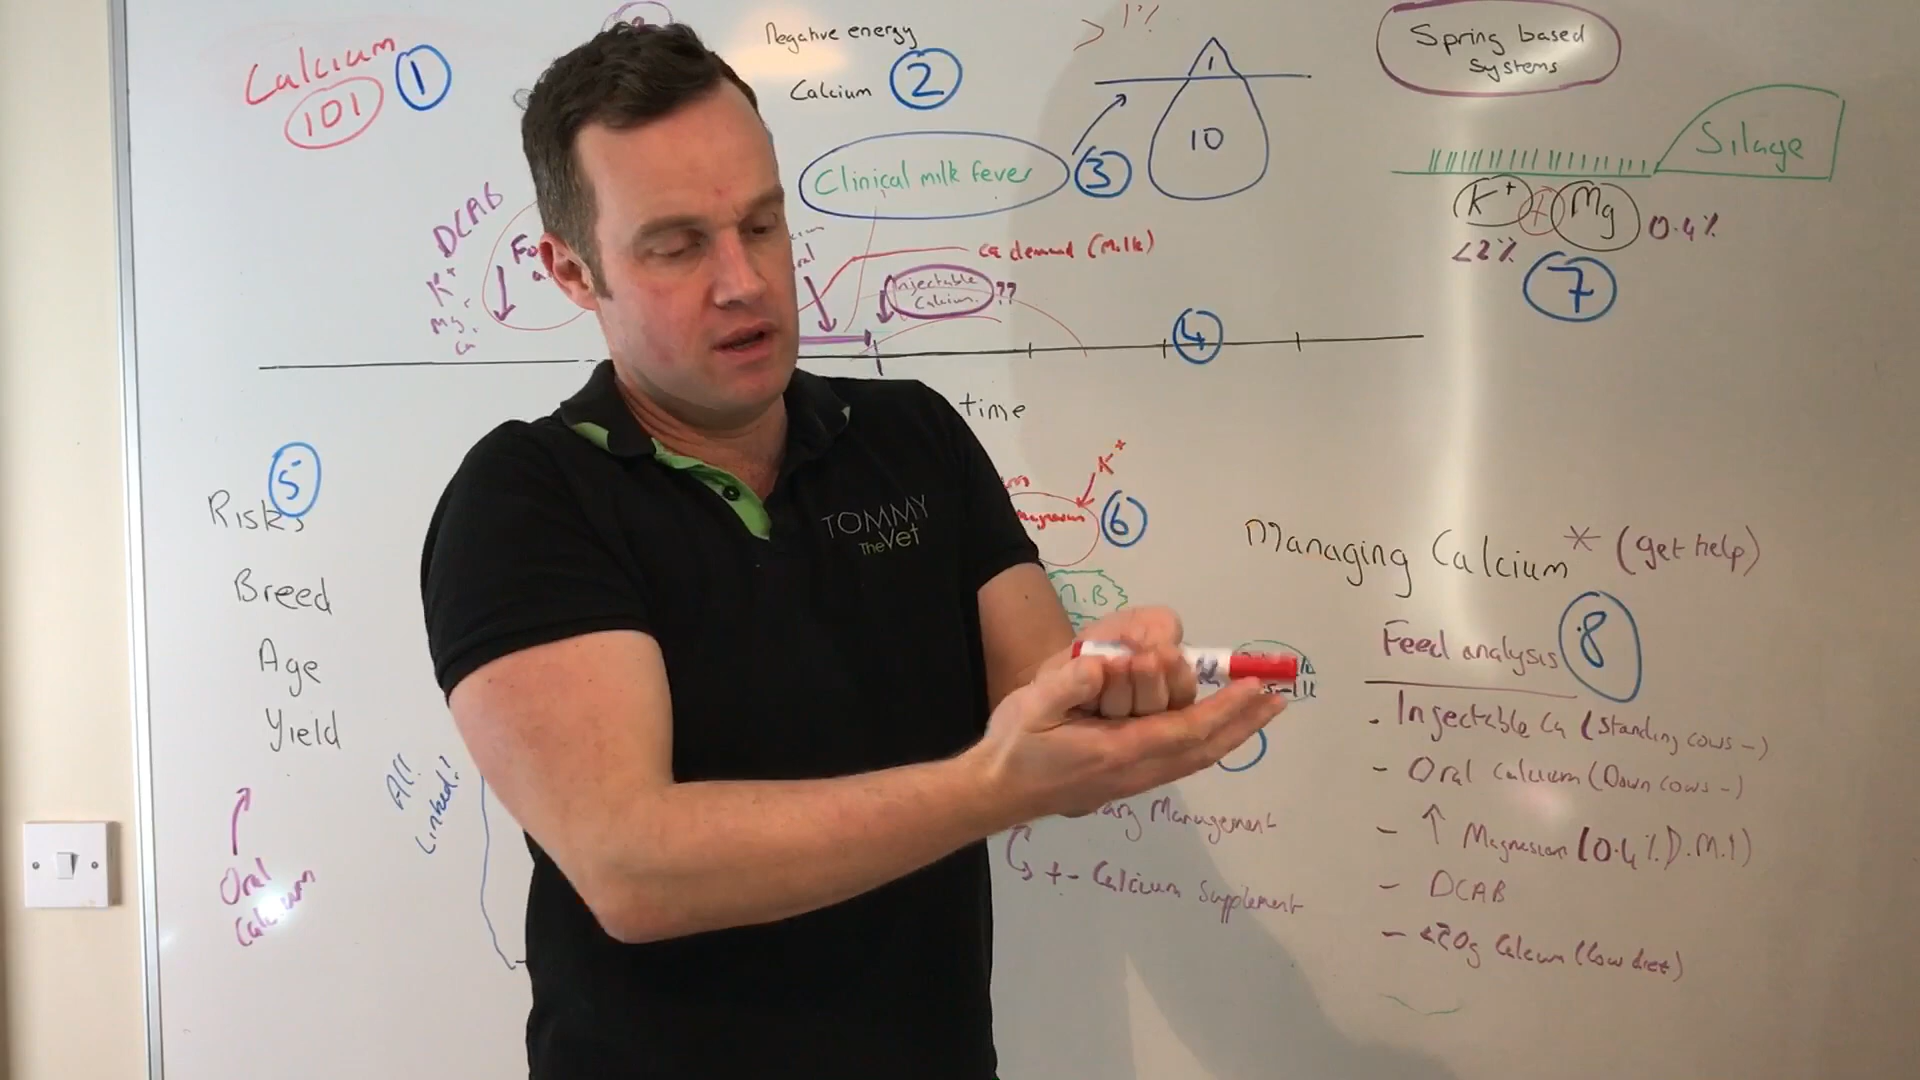 Calcium
101
1
Negative energy
Calcium
2
> 1%
1
10
Spring based
Systems
Silage
K+
+
Mg
<2%
0.4%
7
Clinical milk fever
3
DCAB
K+
Mg
Ca
Ca demand (Milk)
Injectable
Calcium
??
4
time
5
Risks
Breed
Age
Yield
Oral
Calcium
All
Linked?
K+
Magnesium
6
N.B
TOMMY
The Vet
Managing Calcium * (get help)
Feed analysis
8
- Injectable Ca (standing cows -)
- Oral Calcium (Down cows -)
- ↑ Magnesium (0.4% D.M.I)
- DCAB
Calcium (low diet)
Management
+- Calcium Supplement